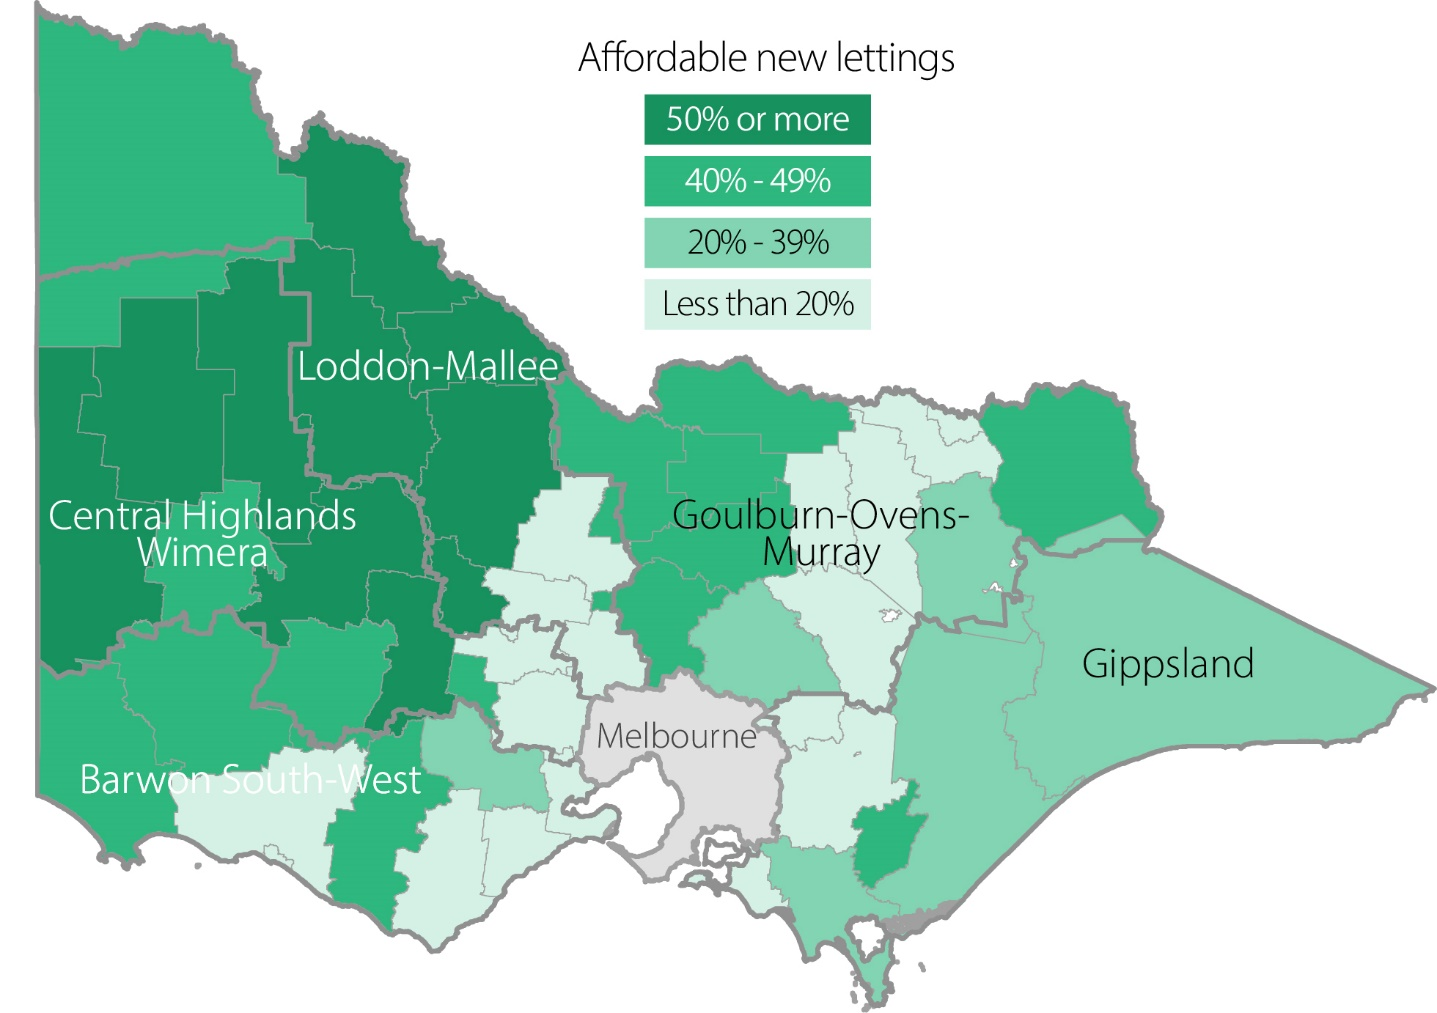 Affordable new lettings
50% or more
40% - 49%
20% - 39%
Less than 20%
Loddon-Mallee
Central Highlands
Wimera
Goulburn-Ovens-
Murray
Gippsland
Melbourne
Barwon South-West